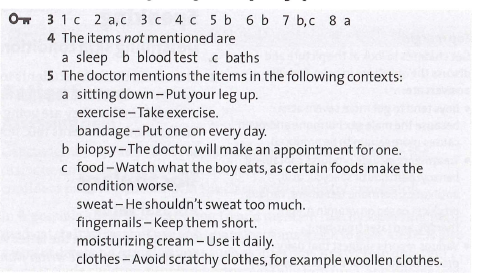 3 1 c 2 a,c 3 c 4 c 5 b 6 b 7 b,c 8 a
4 The items not mentioned are
a sleep b blood test c baths
5 The doctor mentions the items in the following contexts:
a sitting down – Put your leg up.
exercise – Take exercise.
bandage – Put one on every day.
b biopsy – The doctor will make an appointment for one.
c food – Watch what the boy eats, as certain foods make the
condition worse.
sweat – He shouldn't sweat too much.
fingernails – Keep them short.
moisturizing cream – Use it daily.
clothes – Avoid scratchy clothes, for example woollen clothes.